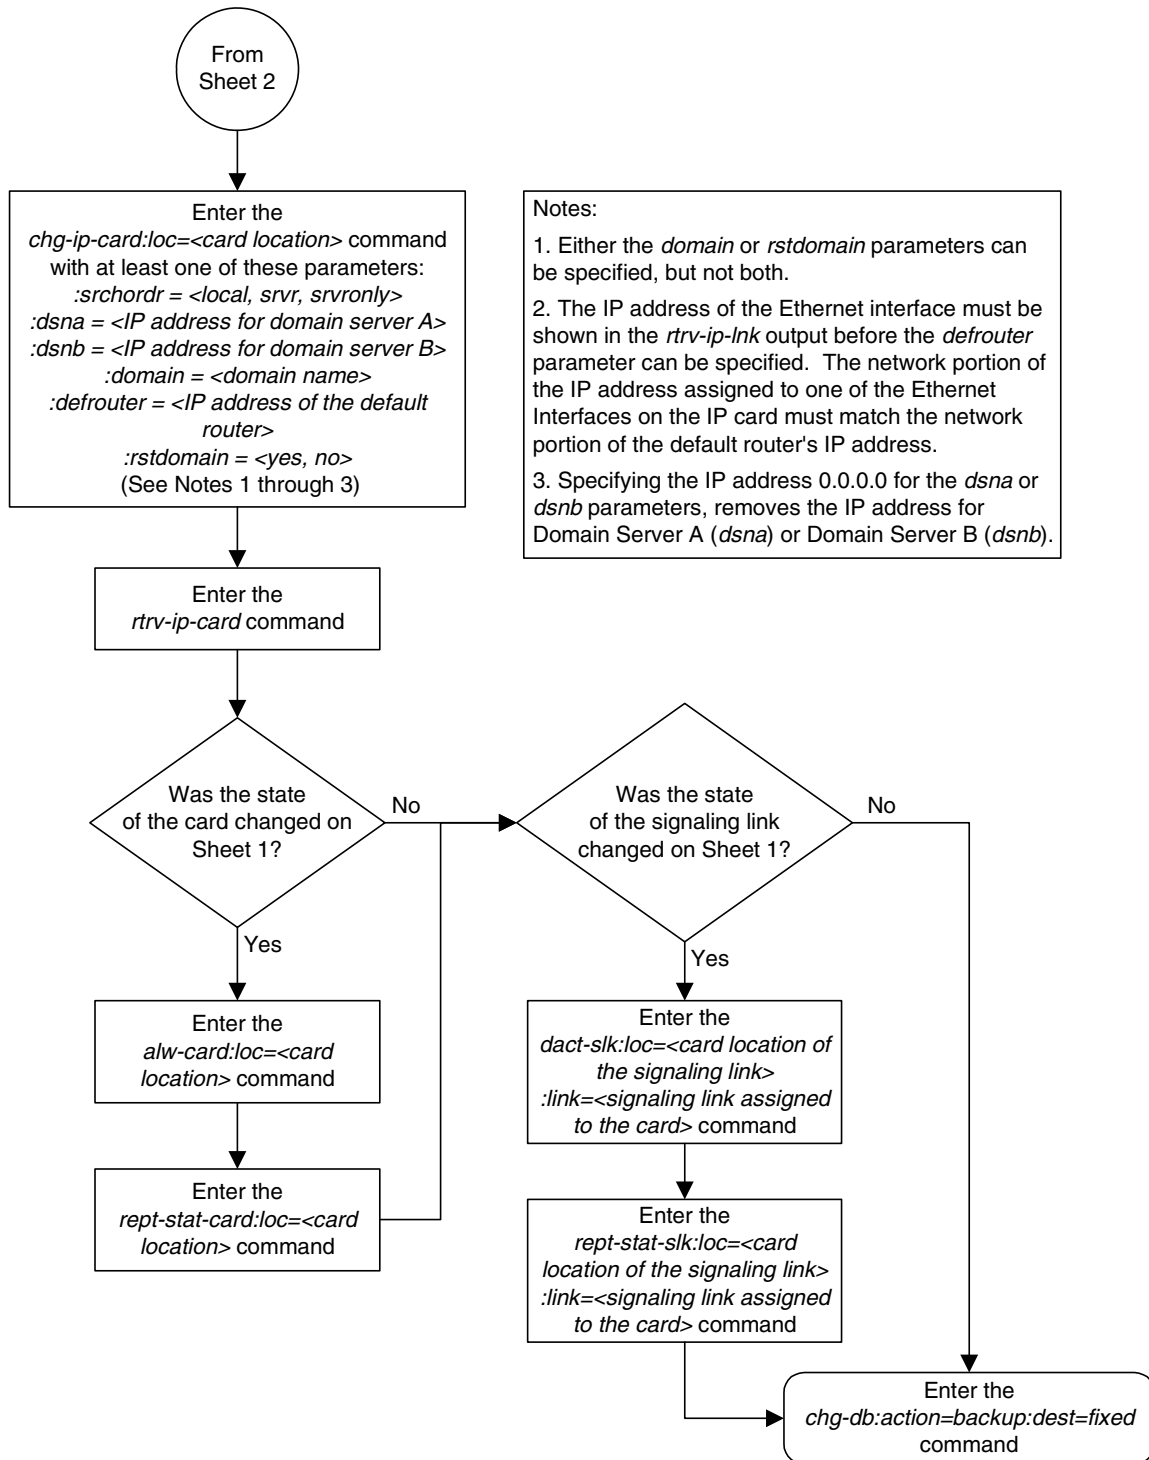 From
Sheet 2
Enter the
chg-ip-card:loc=<card location> command
with at least one of these parameters:
:srchordr = <local, srvr, srvronly>
:dsna = <IP address for domain server A>
:dsnb = <IP address for domain server B>
:domain = <domain name>
:defrouter = <IP address of the default
router>
:rstdomain = <yes, no>
(See Notes 1 through 3)
Notes:
1. Either the domain or rstdomain parameters can
be specified, but not both.
2. The IP address of the Ethernet interface must be
shown in the rtrv-ip-lnk output before the defrouter
parameter can be specified. The network portion of
the IP address assigned to one of the Ethernet
Interfaces on the IP card must match the network
portion of the default router's IP address.
3. Specifying the IP address 0.0.0.0 for the dsna or
dsnb parameters, removes the IP address for
Domain Server A (dsna) or Domain Server B (dsnb).
Enter the
rtrv-ip-card command
Was the state
of the card changed on
Sheet 1?
No
Yes
Enter the
alw-card:loc=<card
location> command
Enter the
rept-stat-card:loc=<card
location> command
Was the state
of the signaling link
changed on Sheet 1?
No
Yes
Enter the
dact-slk:loc=<card location of
the signaling link>
:link=<signaling link assigned
to the card> command
Enter the
rept-stat-slk:loc=<card
location of the signaling link>
:link=<signaling link assigned
to the card> command
Enter the
chg-db:action=backup:dest=fixed
command